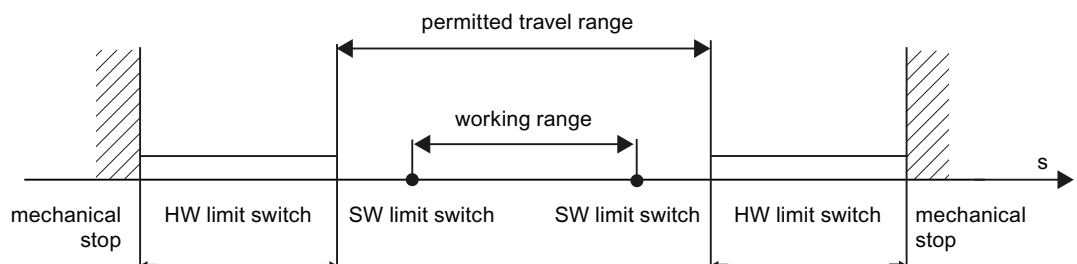 permitted travel range
working range
s
mechanical stop
HW limit switch
SW limit switch
SW limit switch
HW limit switch
mechanical stop